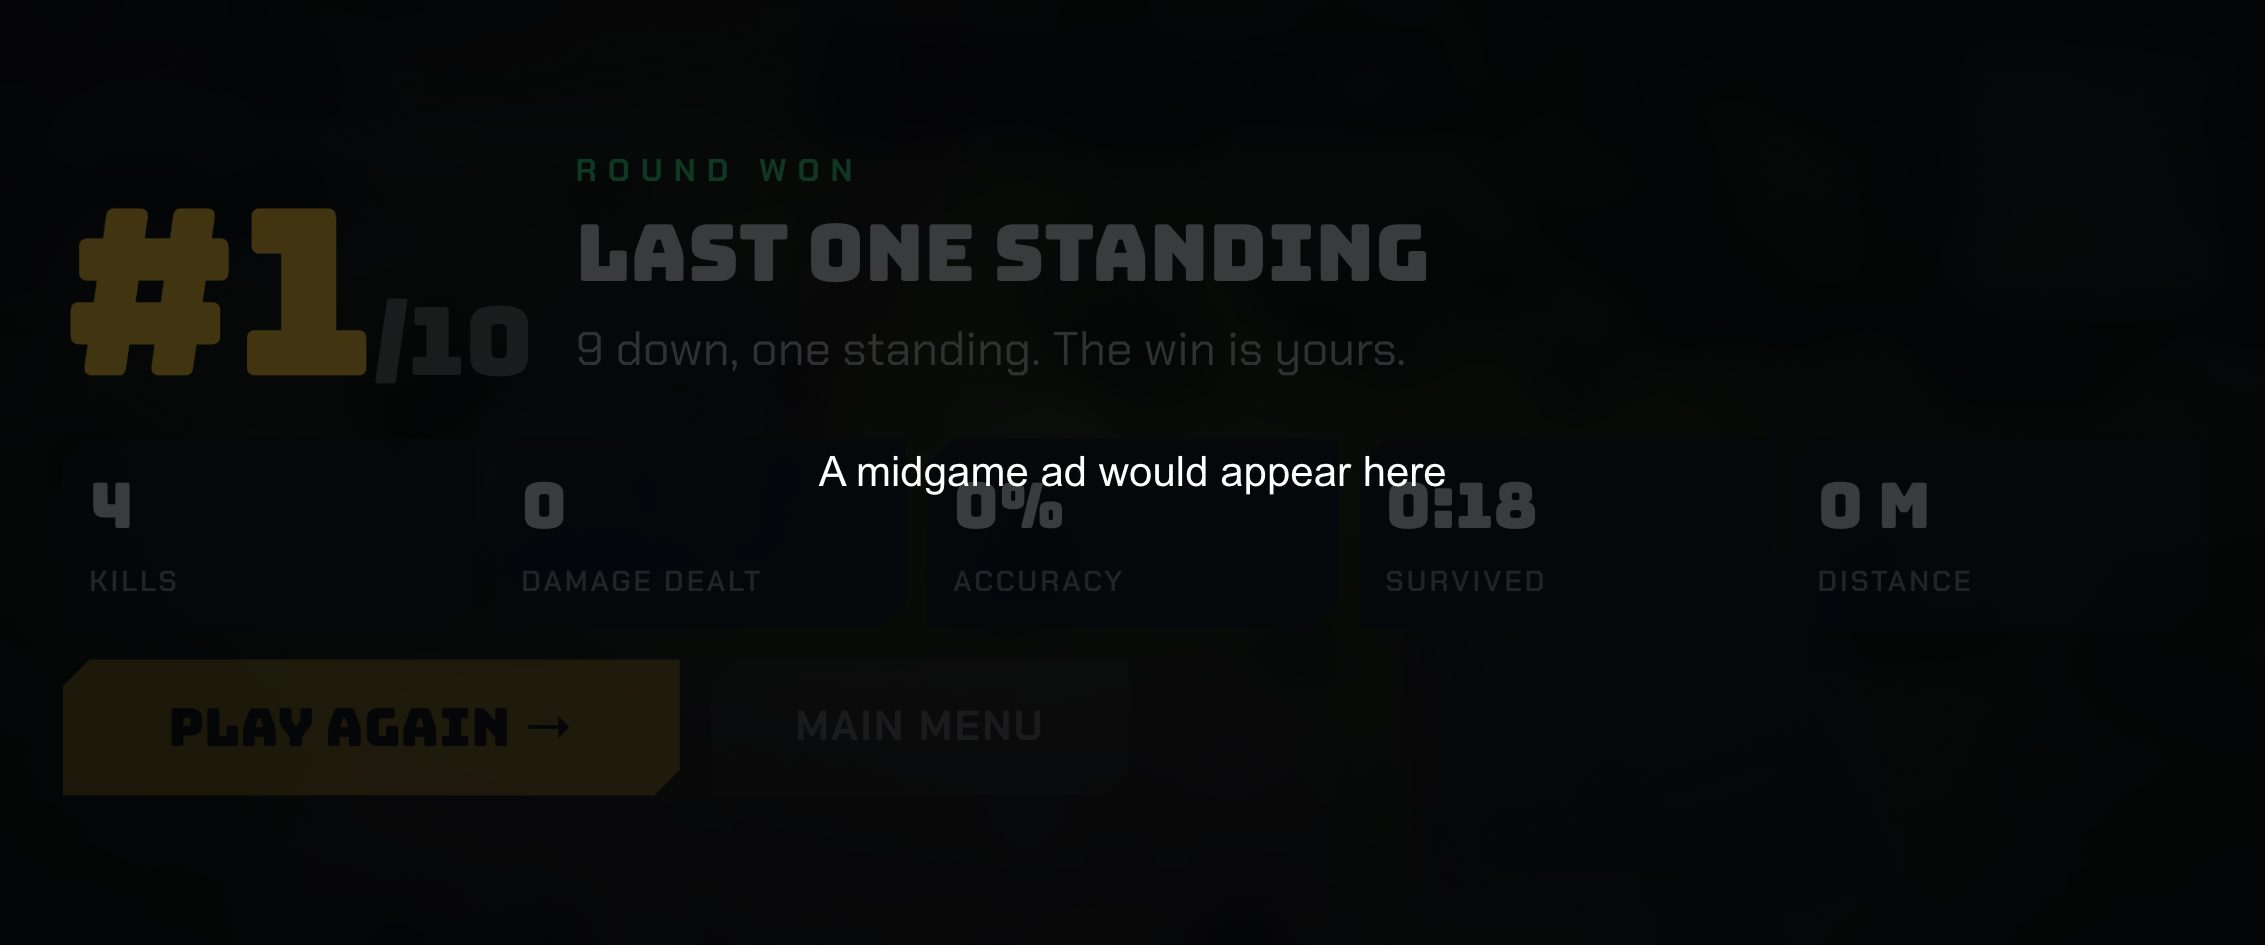 ROUND WON
#1/10
LAST ONE STANDING
9 down, one standing. The win is yours.
A midgame ad would appear here
4
KILLS
0
DAMAGE DEALT
0%
ACCURACY
0:18
SURVIVED
0 M
DISTANCE
PLAY AGAIN →
MAIN MENU